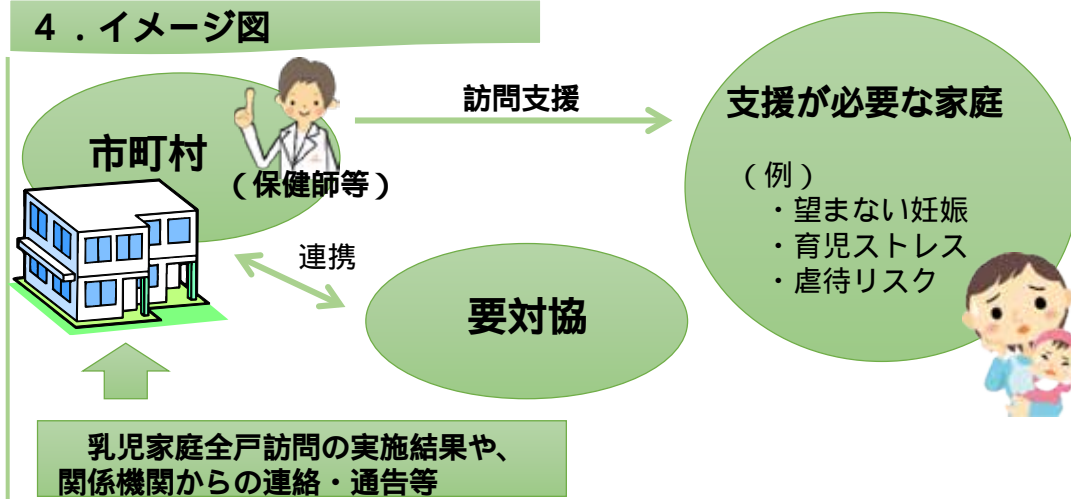 ４．イメージ図
市町村
（保健師等）
訪問支援
支援が必要な家庭
（例）
・望まない妊娠
・育児ストレス
・虐待リスク
連携
要対協
乳児家庭全戸訪問の実施結果や、
関係機関からの連絡・通告等